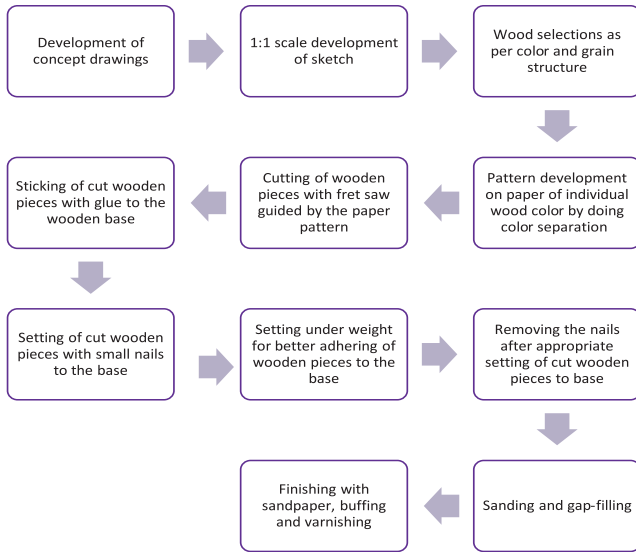 Development of
concept drawings
1:1 scale development
of sketch
Wood selections as
per color and grain
structure
Pattern development
on paper of individual
wood color by doing
color separation
Cutting of wooden
pieces with fret saw
guided by the paper
pattern
Sticking of cut wooden
pieces with glue to the
wooden base
Setting of cut wooden
pieces with small nails
to the base
Setting under weight
for better adhering of
wooden pieces to the
base
Removing the nails
after appropriate
setting of cut wooden
pieces to base
Sanding and gap-filling
Finishing with
sandpaper, buffing
and varnishing